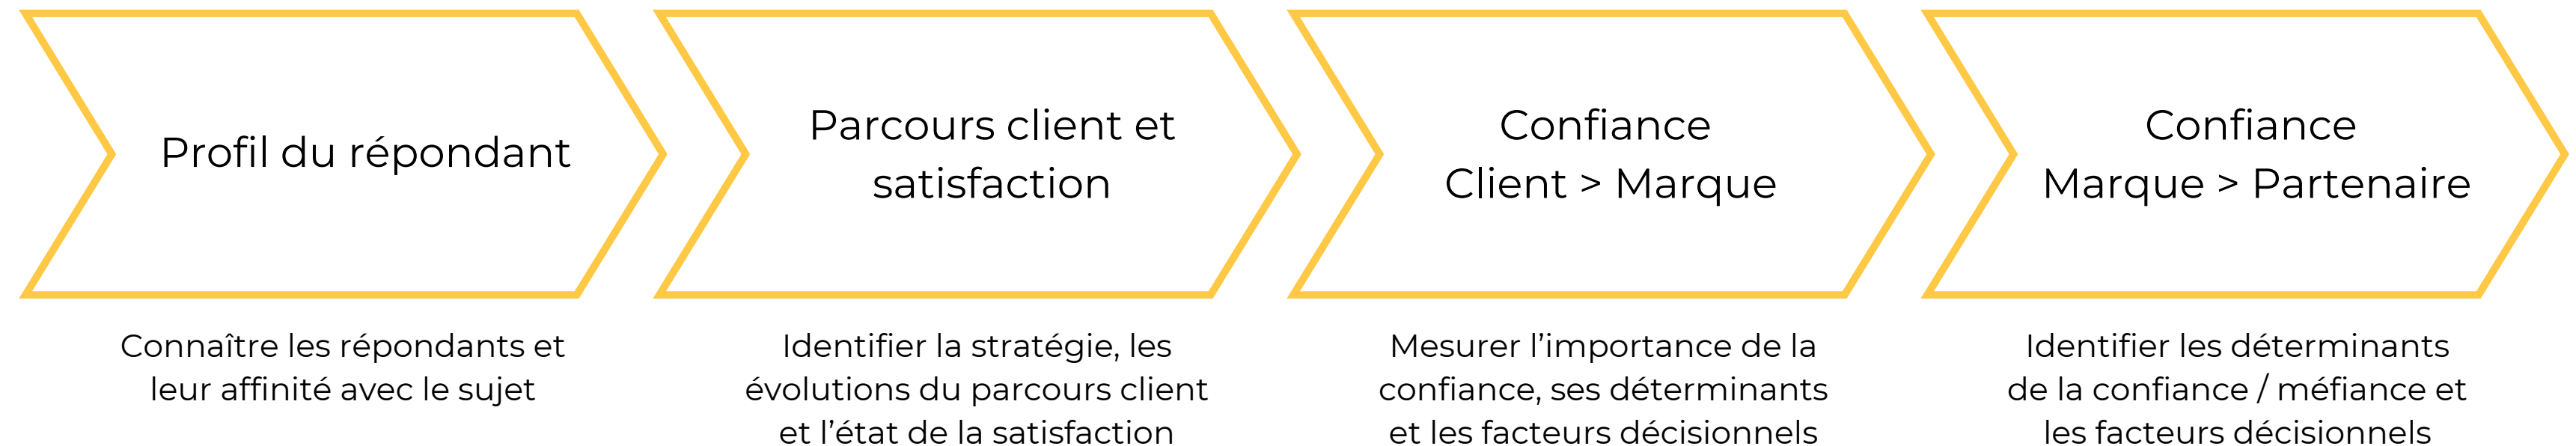 Profil du répondant
Connaître les répondants et
leur affinité avec le sujet
Parcours client et
satisfaction
Identifier la stratégie, les
évolutions du parcours client
et l’état de la satisfaction
Confiance
Client > Marque
Mesurer l’importance de la
confiance, ses déterminants
et les facteurs décisionnels
Confiance
Marque > Partenaire
Identifier les déterminants
de la confiance / méfiance et
les facteurs décisionnels